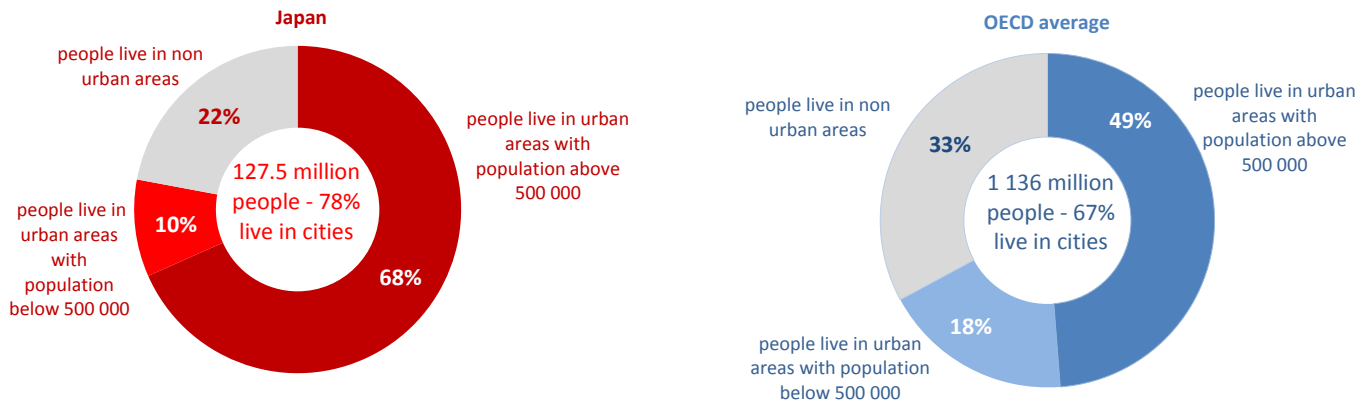 Japan
people live in non
urban areas
22%
people live in urban
areas with
population above
500 000
127.5 million
people - 78%
live in cities
people live in
urban areas
with
population
below 500 000
10%
68%
OECD average
people live in non
urban areas
33%
49%
people live in urban
areas with
population above
500 000
1 136 million
people - 67%
live in cities
18%
people live in urban
areas with population
below 500 000